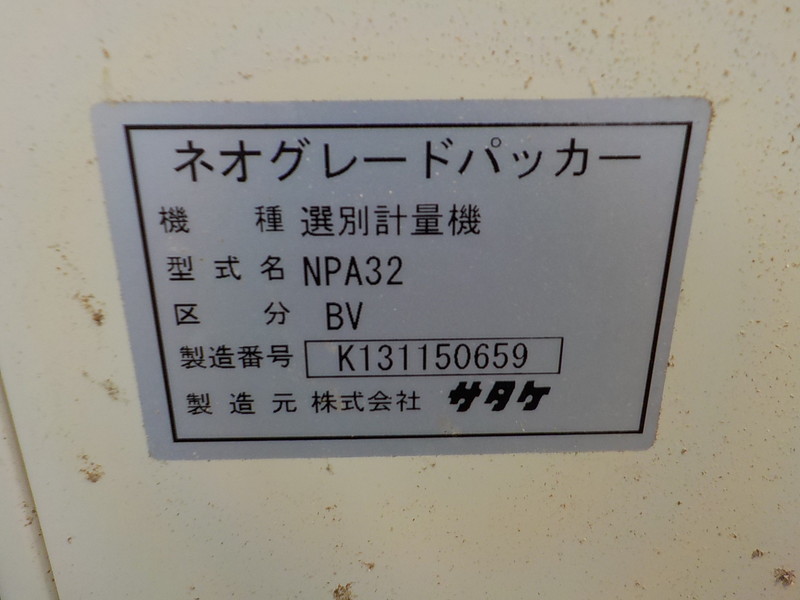 ネオグレードパッカー
機種 選別計量機
型式名 NPA32
区分 BV
製造番号 K131150659
製造元 株式会社 サタケ